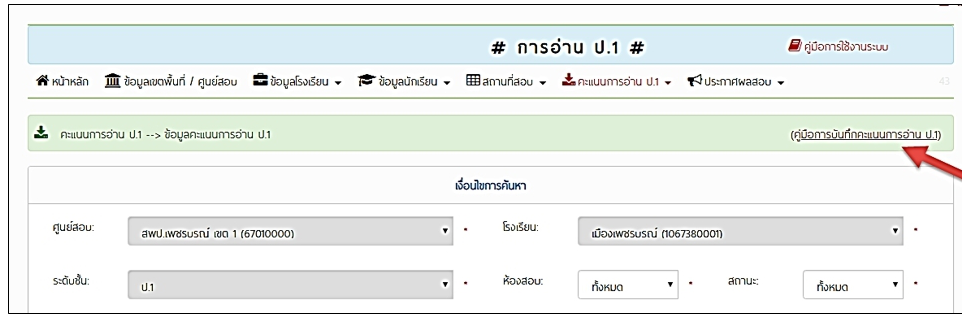 # การอ่าน ป.1 # คู่มือการใช้งานระบบ
หน้าหลัก ข้อมูลเขตพื้นที่ / ศูนย์สอบ ข้อมูลโรงเรียน ข้อมูลนักเรียน สถานที่สอบ คะแนนการอ่าน ป.1 ประกาศผลสอบ 43
คะแนนการอ่าน ป.1 --> ข้อมูลคะแนนการอ่าน ป.1 (คู่มือการบันทึกคะแนนการอ่าน ป.1)
เงื่อนไขการค้นหา
ศูนย์สอบ: สพป.เพชรบูรณ์ เขต 1 (67010000) * โรงเรียน: เมืองเพชรบูรณ์ (1067380001) *
ระดับชั้น: ป.1 * ห้องสอบ: ทั้งหมด * สถานะ: ทั้งหมด *